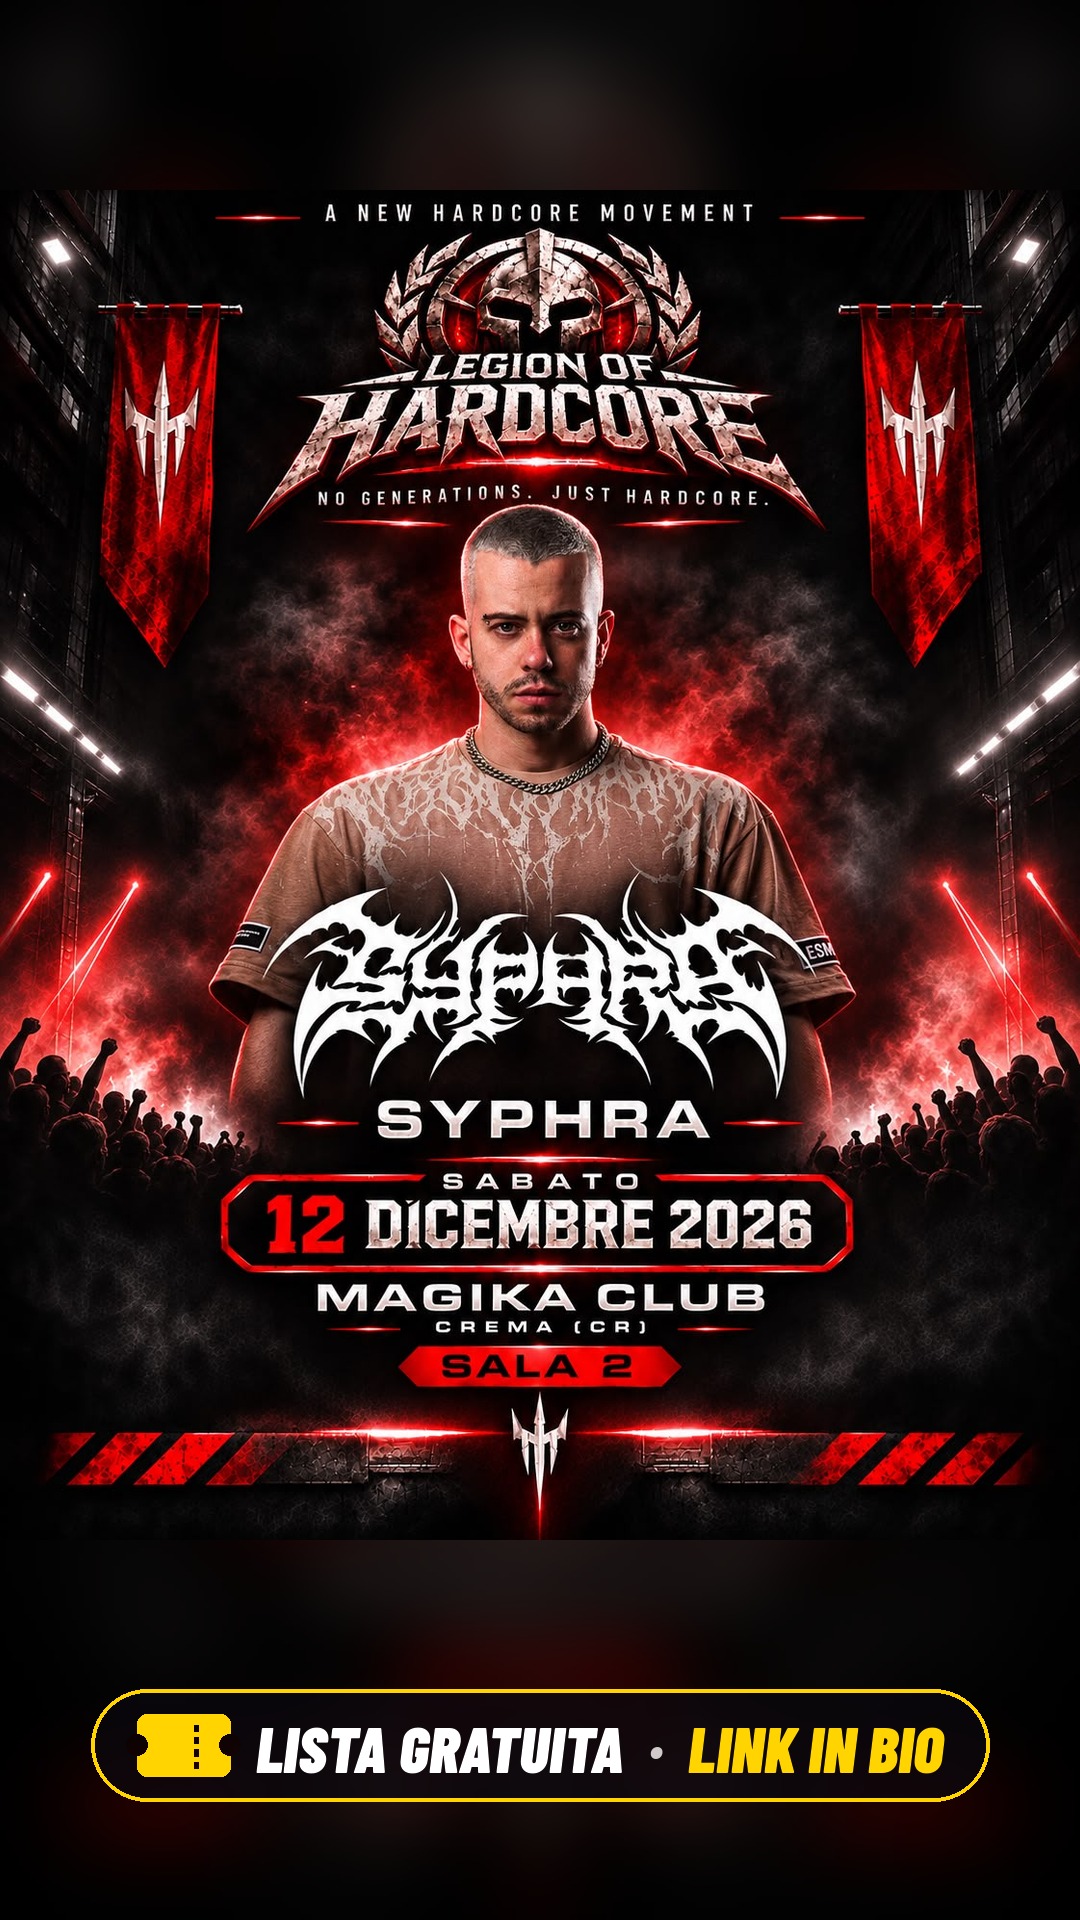 A NEW HARDCORE MOVEMENT
LEGION OF
HARDCORE
NO GENERATIONS. JUST HARDCORE.
ESM
SYPHRA
SYPHRA
SABATO
12 DICEMBRE 2026
MAGIKA CLUB
CREMA (CR)
SALA 2
LISTA GRATUITA • LINK IN BIO